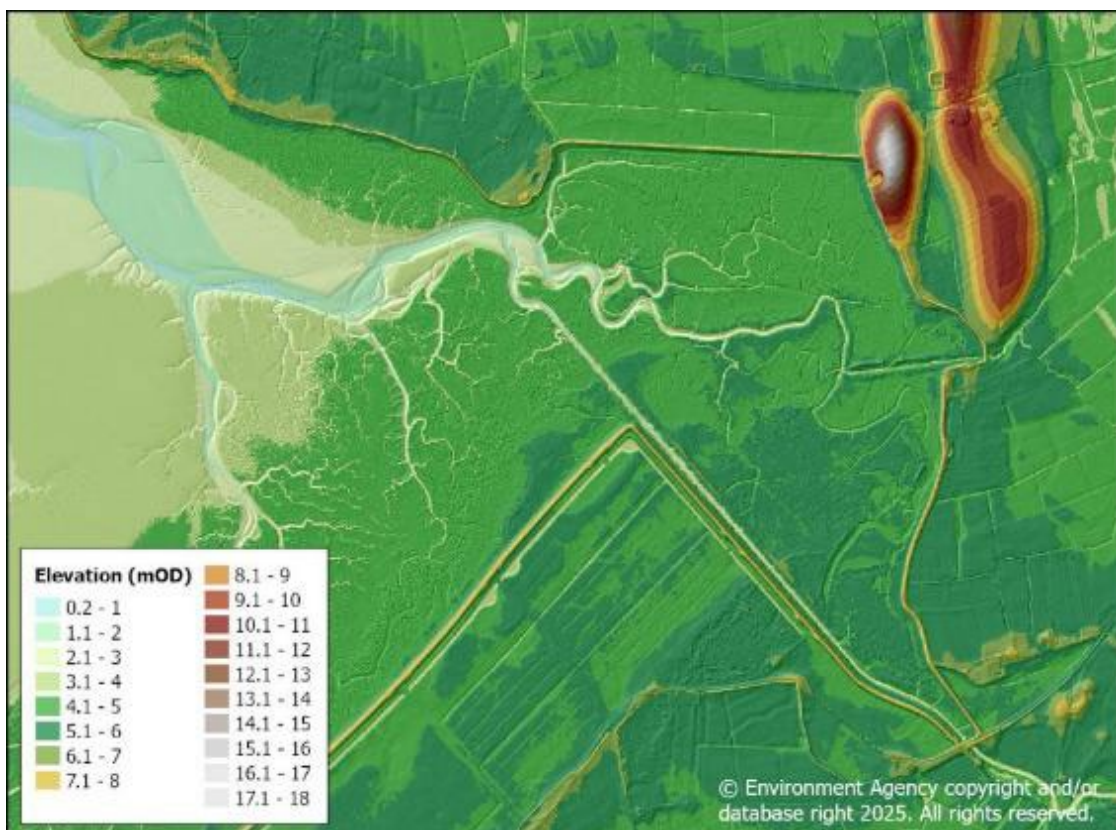 Elevation (mOD)
0.2 - 1
1.1 - 2
2.1 - 3
3.1 - 4
4.1 - 5
5.1 - 6
6.1 - 7
7.1 - 8
8.1 - 9
9.1 - 10
10.1 - 11
11.1 - 12
12.1 - 13
13.1 - 14
14.1 - 15
15.1 - 16
16.1 - 17
17.1 - 18
© Environment Agency copyright and/or
database right 2025. All rights reserved.